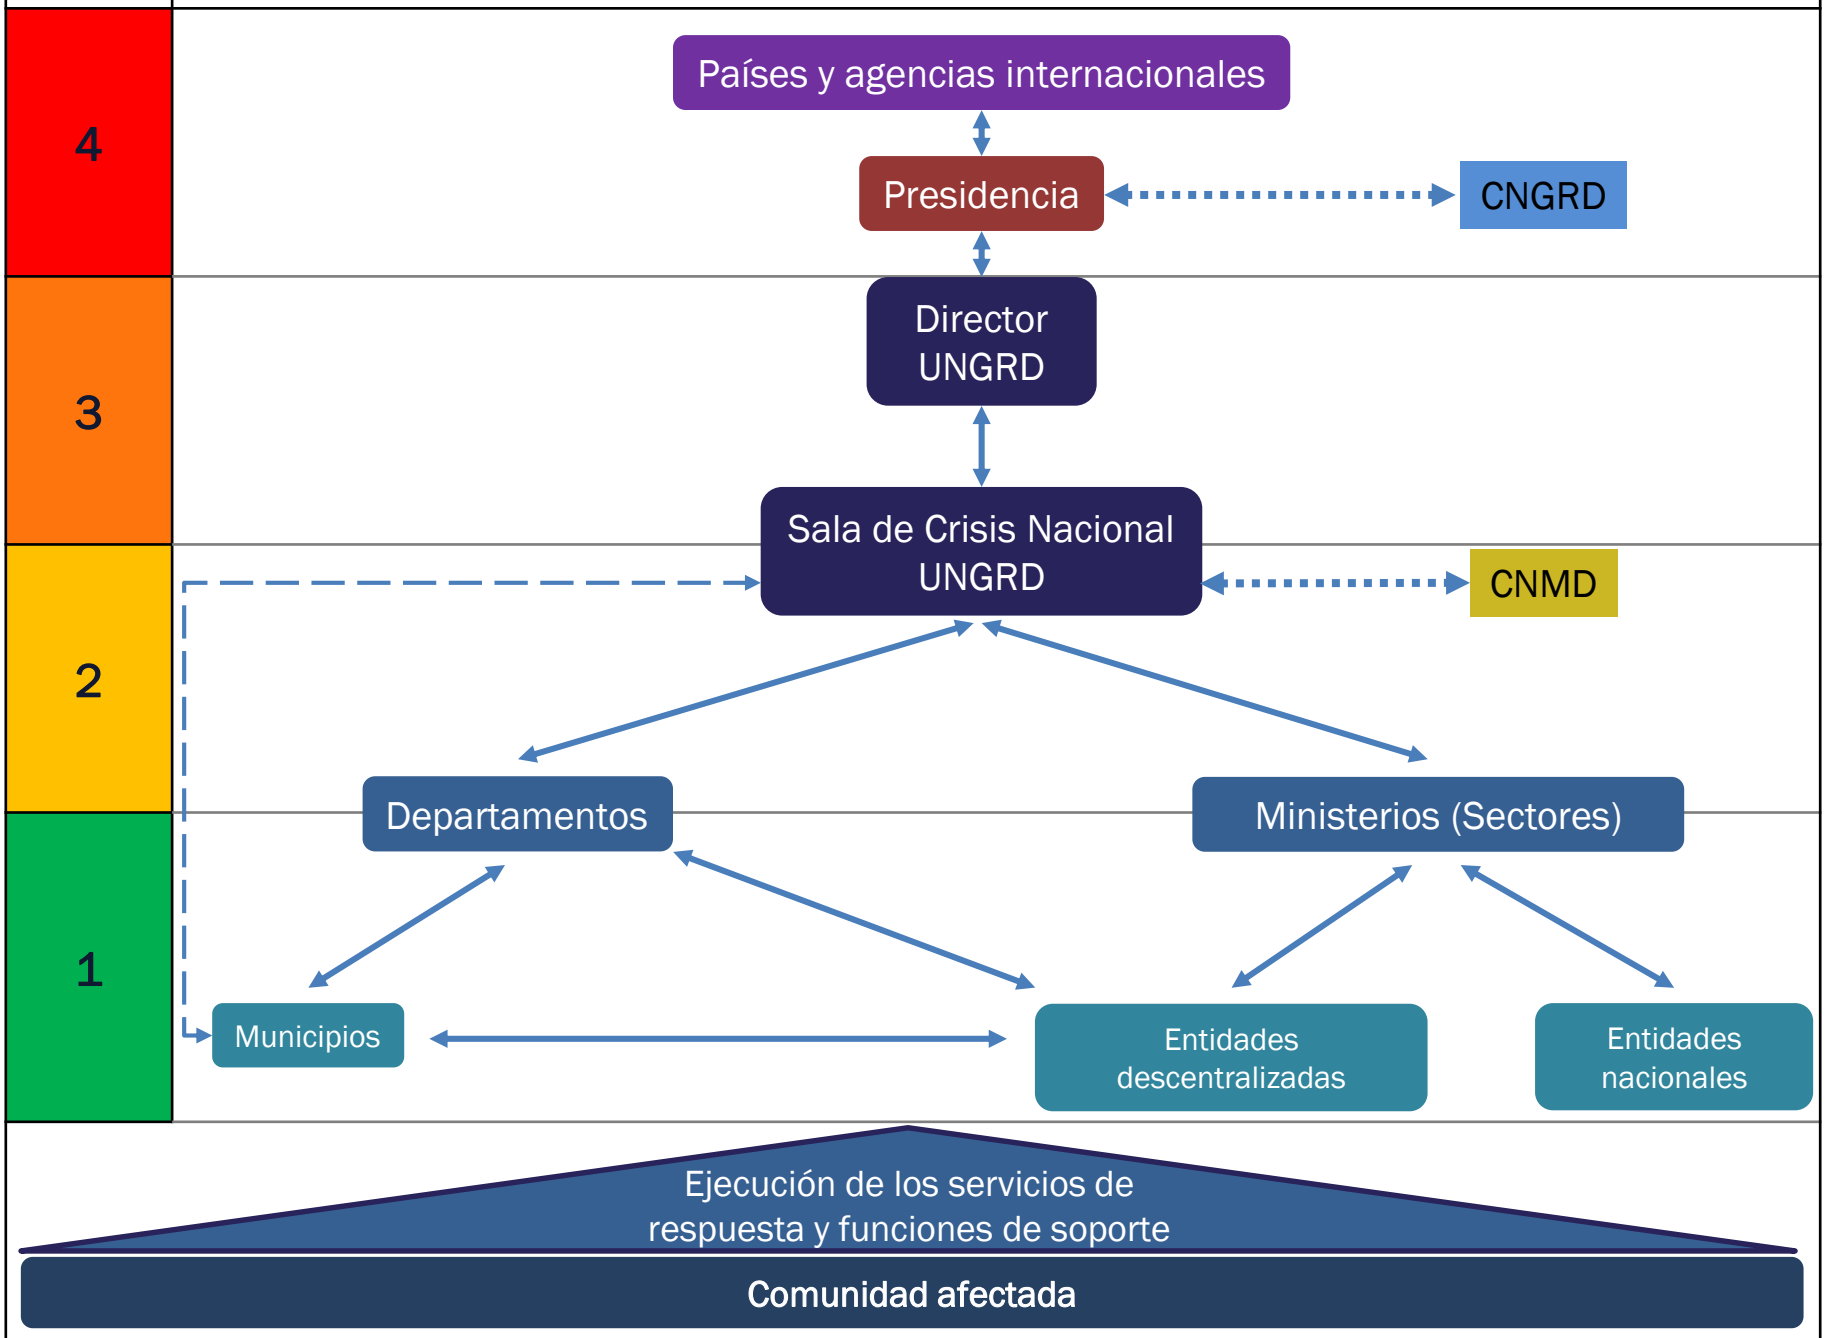 4
Países y agencias internacionales
Presidencia
CNGRD
3
Director
UNGRD
Sala de Crisis Nacional
UNGRD
CNMD
2
Departamentos
Ministerios (Sectores)
1
Municipios
Entidades
descentralizadas
Entidades
nacionales
Ejecución de los servicios de
respuesta y funciones de soporte
Comunidad afectada